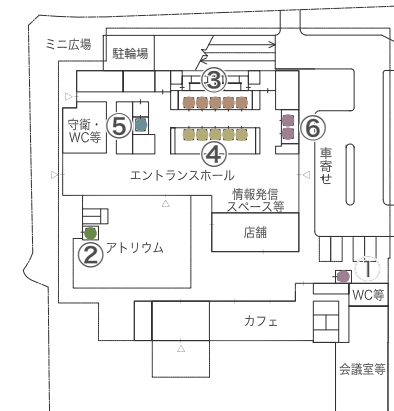 ミニ広場
駐輪場
③
守衛・
WC等
⑤
⑥
④
車寄せ
エントランスホール
情報発信
スペース等
店舗
②
アトリウム
①
WC等
カフェ
会議室等